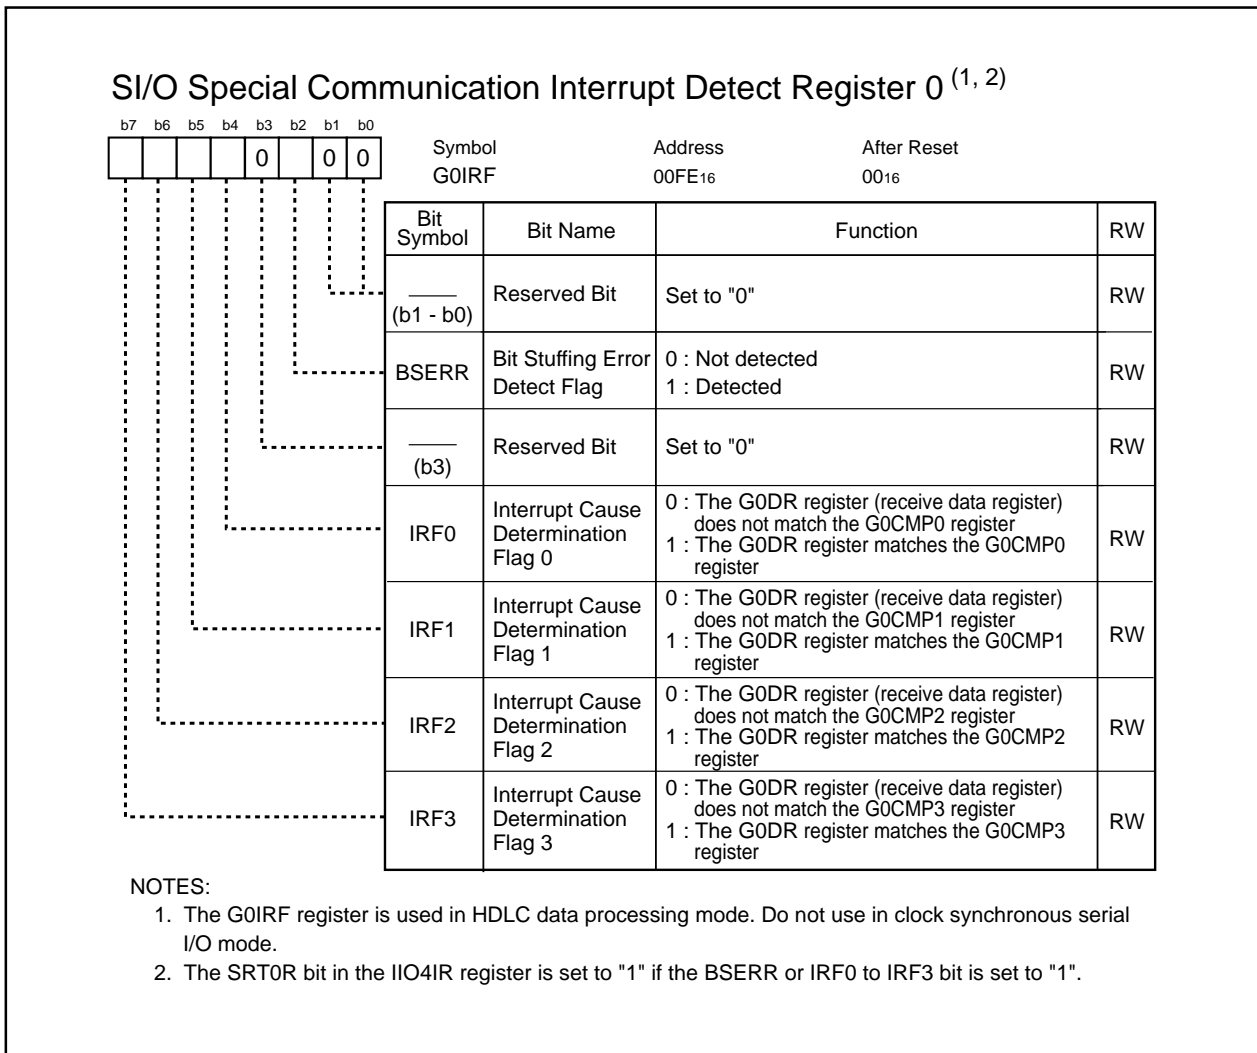 SI/O Special Communication Interrupt Detect Register 0 (1, 2)
b7 b6 b5 b4 b3 b2 b1 b0
0 0 0
Symbol Address After Reset
G0IRF 00FE16 0016
Bit Symbol Bit Name Function RW
(b1 - b0) Reserved Bit Set to "0" RW
BSERR Bit Stuffing Error 0 : Not detected RW
Detect Flag 1 : Detected
(b3) Reserved Bit Set to "0" RW
IRF0
Interrupt Cause
Determination
Flag 0
0 : The G0DR register (receive data register)
does not match the G0CMP0 register
1 : The G0DR register matches the G0CMP0
register
RW
IRF1
Interrupt Cause
Determination
Flag 1
0 : The G0DR register (receive data register)
does not match the G0CMP1 register
1 : The G0DR register matches the G0CMP1
register
RW
IRF2
Interrupt Cause
Determination
Flag 2
0 : The G0DR register (receive data register)
does not match the G0CMP2 register
1 : The G0DR register matches the G0CMP2
register
RW
IRF3
Interrupt Cause
Determination
Flag 3
0 : The G0DR register (receive data register)
does not match the G0CMP3 register
1 : The G0DR register matches the G0CMP3
register
RW
NOTES:
1. The G0IRF register is used in HDLC data processing mode. Do not use in clock synchronous serial
I/O mode.
2. The SRT0R bit in the IIO4IR register is set to "1" if the BSERR or IRF0 to IRF3 bit is set to "1".